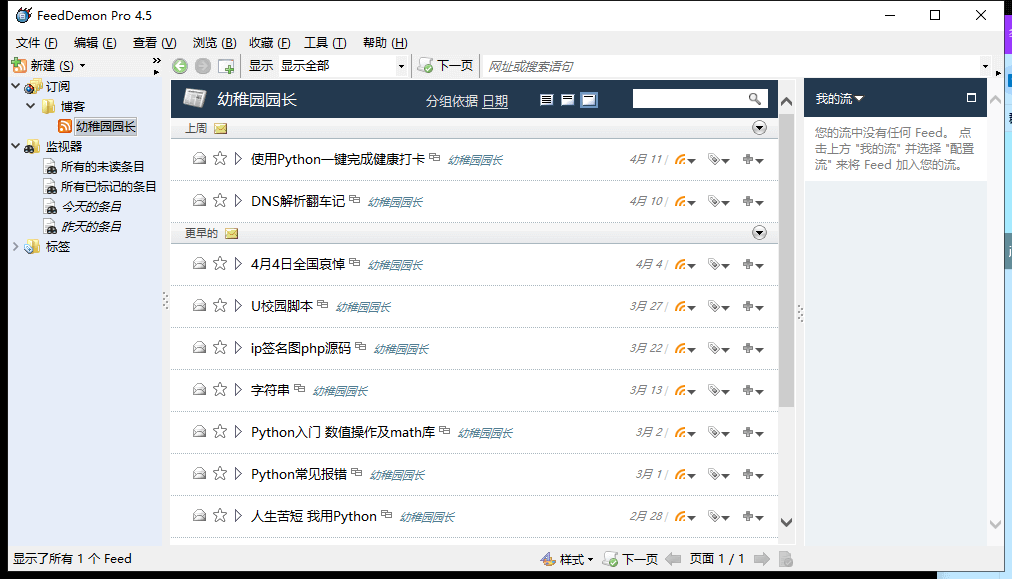 FeedDemon Pro 4.5
文件 (F) 编辑 (E) 查看 (V) 浏览 (B) 收藏 (F) 工具 (T) 帮助 (H)
新建 (S) 显示 显示全部 下一页 网址或搜索语句
订阅
博客
幼稚园园长
监视器
所有的未读条目
所有已标记的条目
今天的条目
昨天的条目
标签
幼稚园园长 分组依据 日期
上周
使用Python一键完成健康打卡 幼稚园园长 4月 11
DNS解析翻车记 幼稚园园长 4月 10
更早的
4月4日全国哀悼 幼稚园园长 4月 4
U校园脚本 幼稚园园长 3月 27
ip签名图php源码 幼稚园园长 3月 22
字符串 幼稚园园长 3月 13
Python入门 数值操作及math库 幼稚园园长 3月 2
Python常见报错 幼稚园园长 3月 1
人生苦短 我用Python 幼稚园园长 2月 28
我的流
您的流中没有任何 Feed。 点
击上方 "我的流" 并选择 "配置
流" 来将 Feed 加入您的流。
显示了所有 1 个 Feed 样式 下一页 页面 1 / 1